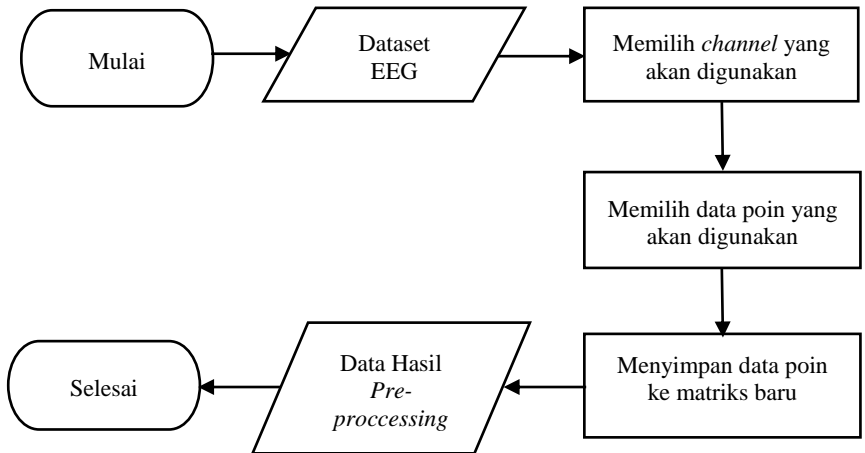 Mulai
Dataset
EEG
Memilih channel yang
akan digunakan
Memilih data poin yang
akan digunakan
Menyimpan data poin
ke matriks baru
Data Hasil
Pre-
proccessing
Selesai